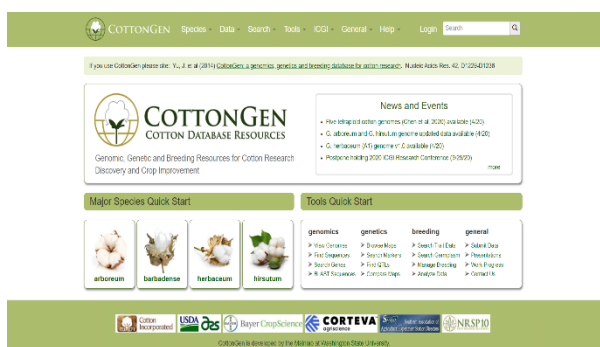 COTTONGEN Species Data Search Tools ICGI General Help Login Search
If you use CottonGen please cite: Yu, J. et al (2014) CottonGen: a genomics, genetics and breeding database for cotton research. Nucleic Acids Res. 42, D1229-D1236
COTTONGEN
COTTON DATABASE RESOURCES
Genomic, Genetic and Breeding Resources for Cotton Research
Discovery and Crop Improvement
News and Events
Five tetraploid cotton genomes (Chen et al. 2020) available (4/20)
G. arboreum and G. hirsutum genome updated data available (4/20)
G. herbaceum (A1) genome v1.0 available (4/20)
Postpone holding 2020 ICGI Research Conference (3/25/20)
more
Major Species Quick Start
arboreum barbadense herbaceum hirsutum
Tools Quick Start
genomics genetics breeding general
View Genomes Browse Maps Search Trait Data Submit Data
Find Sequences Search Markers Search Germplasm Presentations
Search Genes Find QTLs Manage Breeding Work Progress
BLAST Sequences Compare Maps Analyze Data Contact Us
Cotton Incorporated USDA ars Bayer CropScience CORTEVA agriscience NRSP10
CottonGen is developed by the Mainlab at Washington State University.